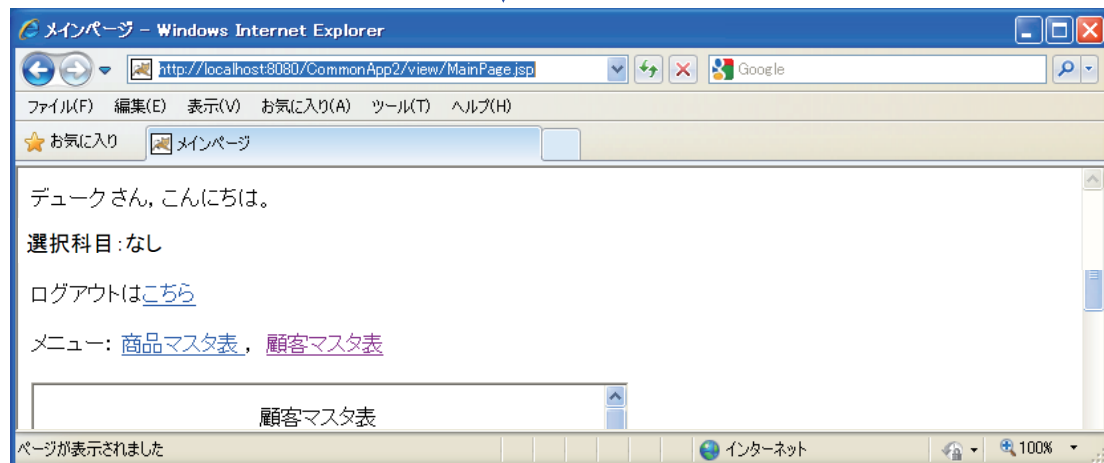 メインページ - Windows Internet Explorer
http://localhost:8080/CommonApp2/view/MainPage.jsp Google
ファイル(F) 編集(E) 表示(V) お気に入り(A) ツール(T) ヘルプ(H)
お気に入り メインページ
デューク さん, こんにちは。
選択科目:なし
ログアウトはこちら
メニュー: 商品マスタ表 , 顧客マスタ表
顧客マスタ表
ページが表示されました インターネット 100%